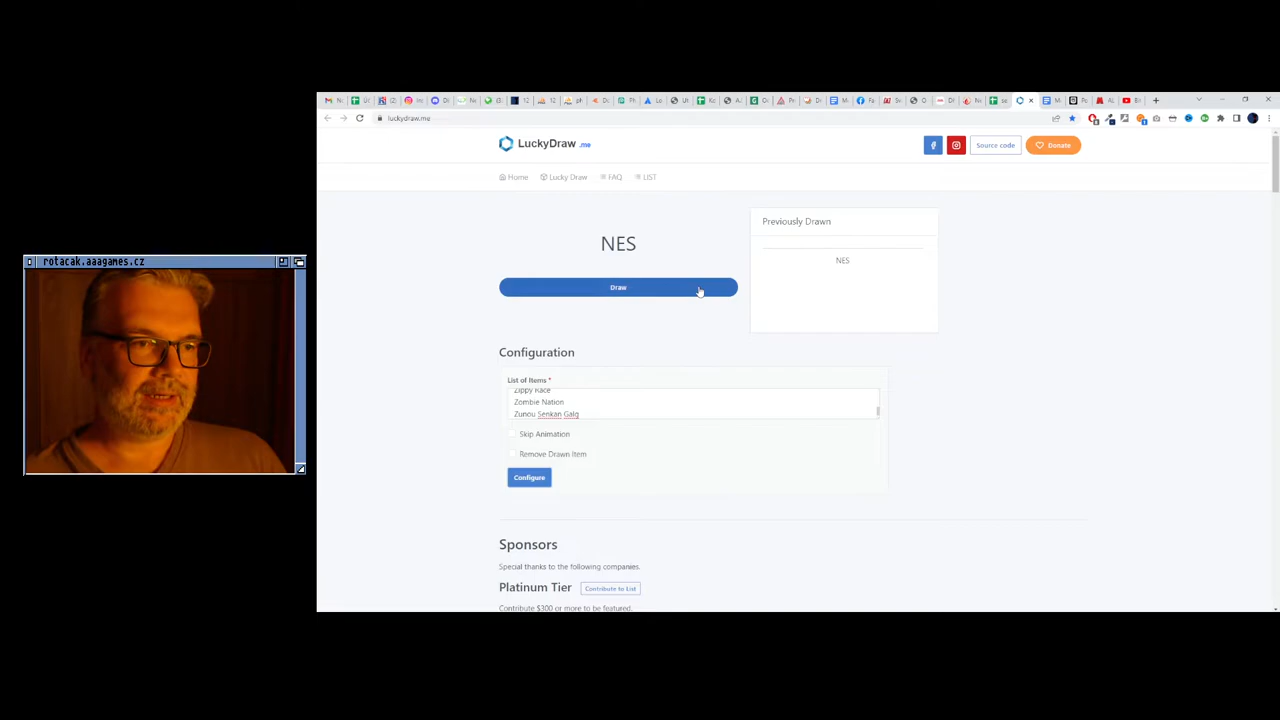 luckydraw.me
LuckyDraw .me
Source code
Donate
Home
Lucky Draw
FAQ
LIST
NES
Previously Drawn
NES
Draw
rotacak.aaagames.cz
Configuration
List of Items *
Zippy Race
Zombie Nation
Zunou Senkan Galg
Skip Animation
Remove Drawn Item
Configure
Sponsors
Special thanks to the following companies.
Platinum Tier
Contribute to List
Contribute $300 or more to be featured.